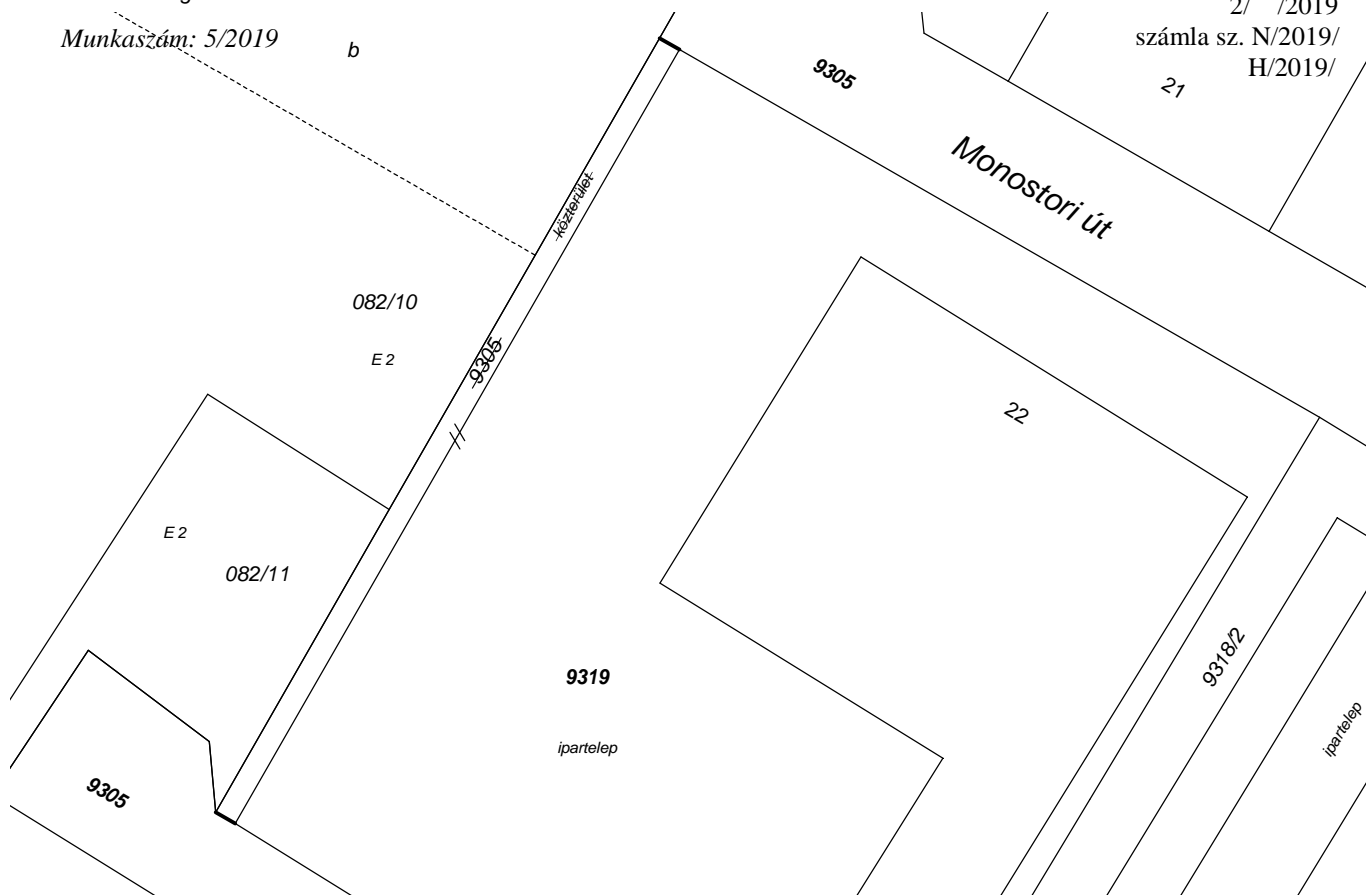 2/ /2019
Munkaszám: 5/2019
számla sz. N/2019/
H/2019/
b
9305
21
Monostori út
közterület
082/10
9305
E 2
22
E 2
082/11
9318/2
9319
ipartelep
ipartelep
9305